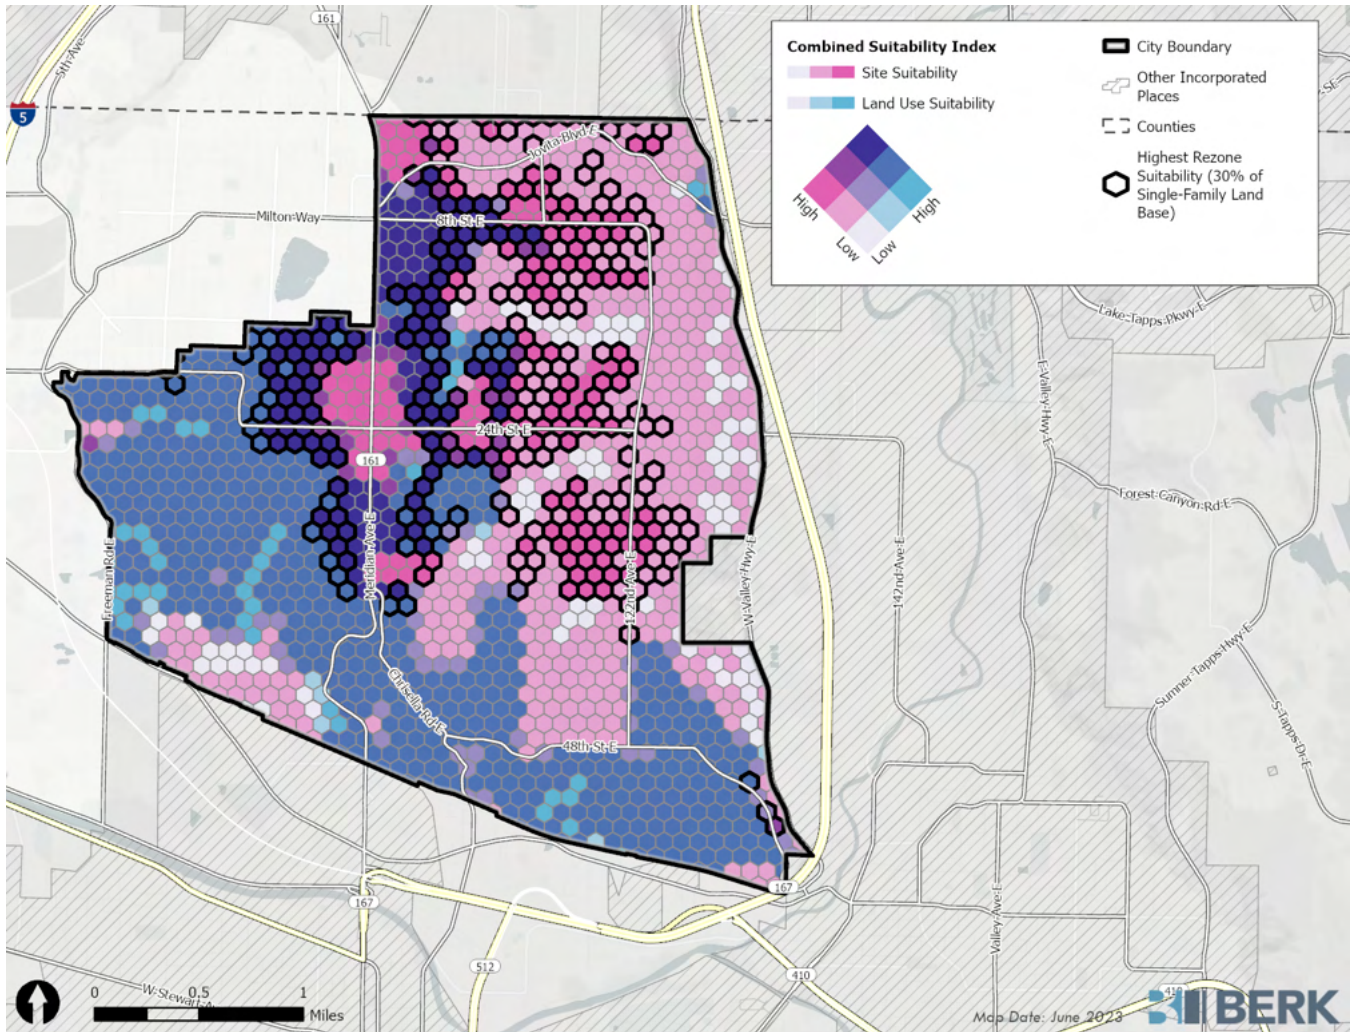 161
5th Ave
5
Combined Suitability Index
Site Suitability
Land Use Suitability
High
Low
Low
High
City Boundary
Other Incorporated
Places
Counties
Highest Rezone
Suitability (30% of
Single-Family Land
Base)
Jovita-Blvd-E
Milton-Way
8th-St-E
Lake-Tapps-Pkwy-E
E-Valley-Hwy-E
24th-St-E
161
Forest-Canyon-Rd-E
Meridian-Ave-E
Freeman-Rd-E
122nd-Ave-E
W-Valley-Hwy-E
142nd-Ave-E
Sumner-Tapps-Hwy-E
S-Tapps-Dr-E
Chrisella-Rd-E
48th-St-E
167
167
Valley-Ave-E
512
410
410
W-Stewart-A
0
0.5
1
Miles
Map Date: June 2023
BERK